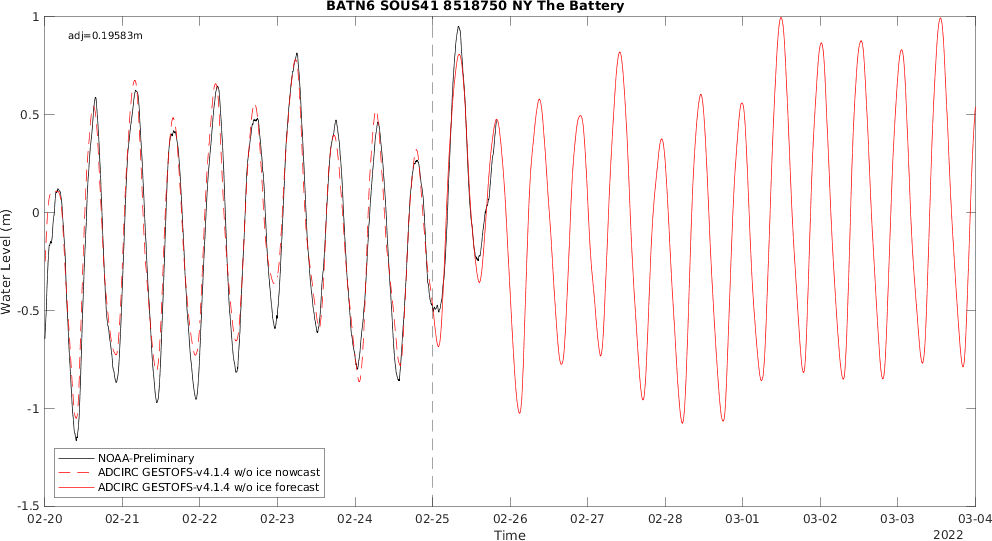 BATN6 SOUS41 8518750 NY The Battery
adj=0.19583m
1
0.5
0
-0.5
-1
-1.5
Water Level (m)
NOAA-Preliminary
ADCIRC GESTOFS-v4.1.4 w/o ice nowcast
ADCIRC GESTOFS-v4.1.4 w/o ice forecast
02-20 02-21 02-22 02-23 02-24 02-25 02-26 02-27 02-28 03-01 03-02 03-03 03-04
Time
2022